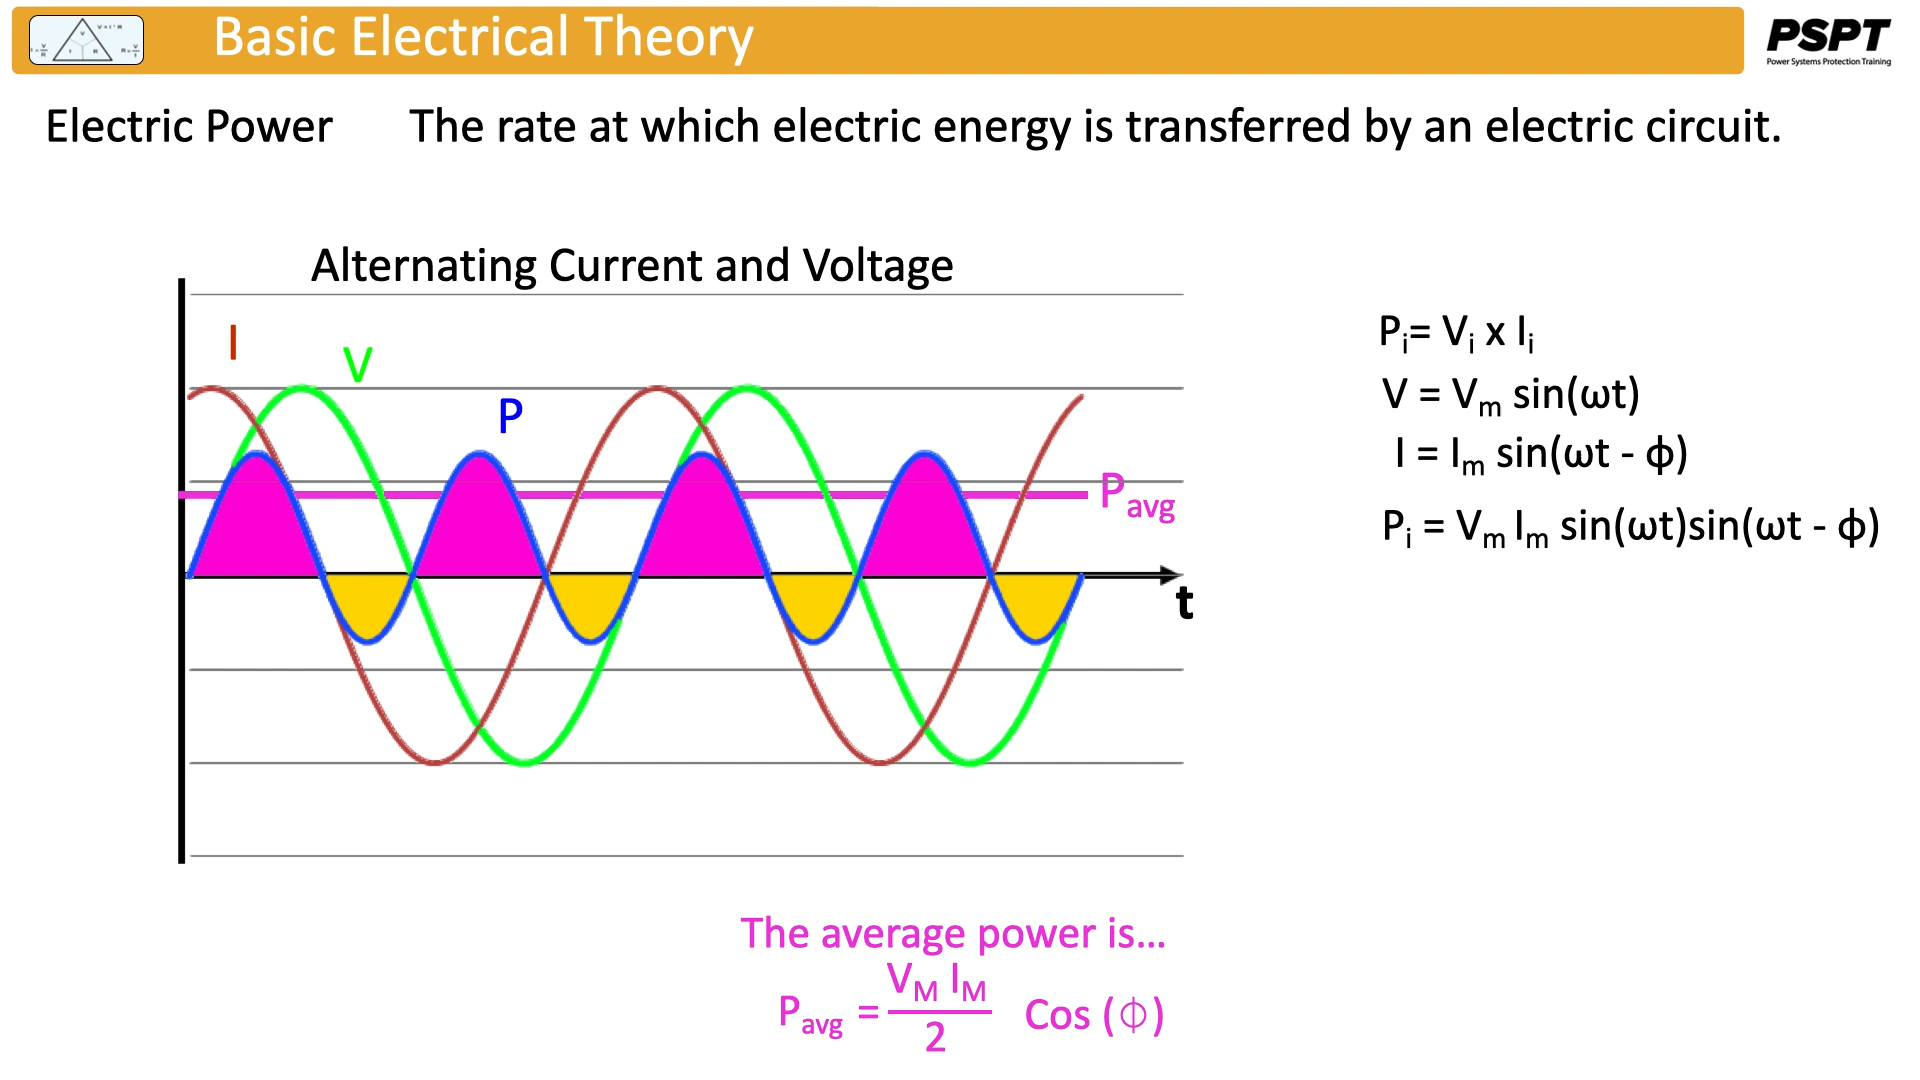 Basic Electrical Theory
PSPT
Power Systems Protection Training
Electric Power The rate at which electric energy is transferred by an electric circuit.
Alternating Current and Voltage
I
V
P
Pavg
t
Pi= Vi x Ii
V = Vm sin(ωt)
I = Im sin(ωt - ϕ)
Pi = Vm Im sin(ωt)sin(ωt - ϕ)
The average power is...
Pavg = VM IM / 2 Cos (Φ)